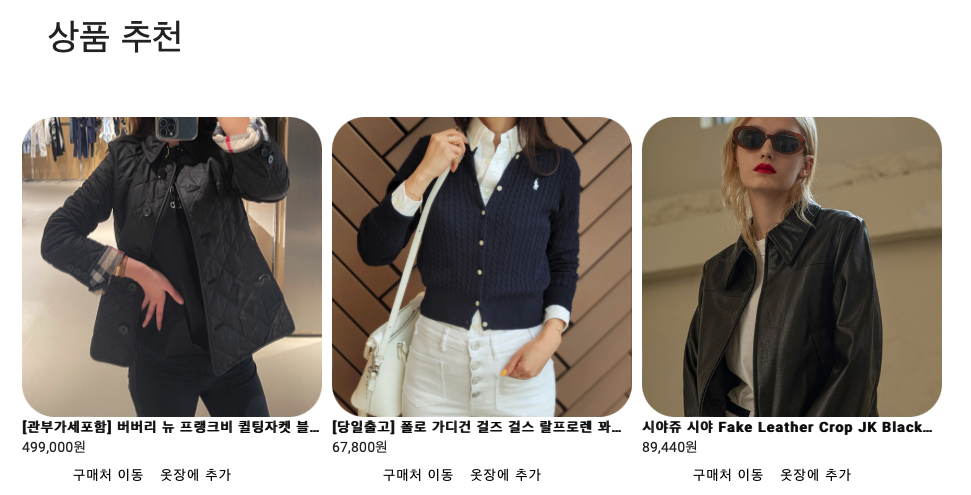 상품 추천
[관부가세포함] 버버리 뉴 프랭크비 퀼팅자켓 블...
499,000원
구매처 이동 옷장에 추가
[당일출고] 폴로 가디건 걸즈 걸스 랄프로렌 꽈...
67,800원
구매처 이동 옷장에 추가
시야쥬 시야 Fake Leather Crop JK Black...
89,440원
구매처 이동 옷장에 추가